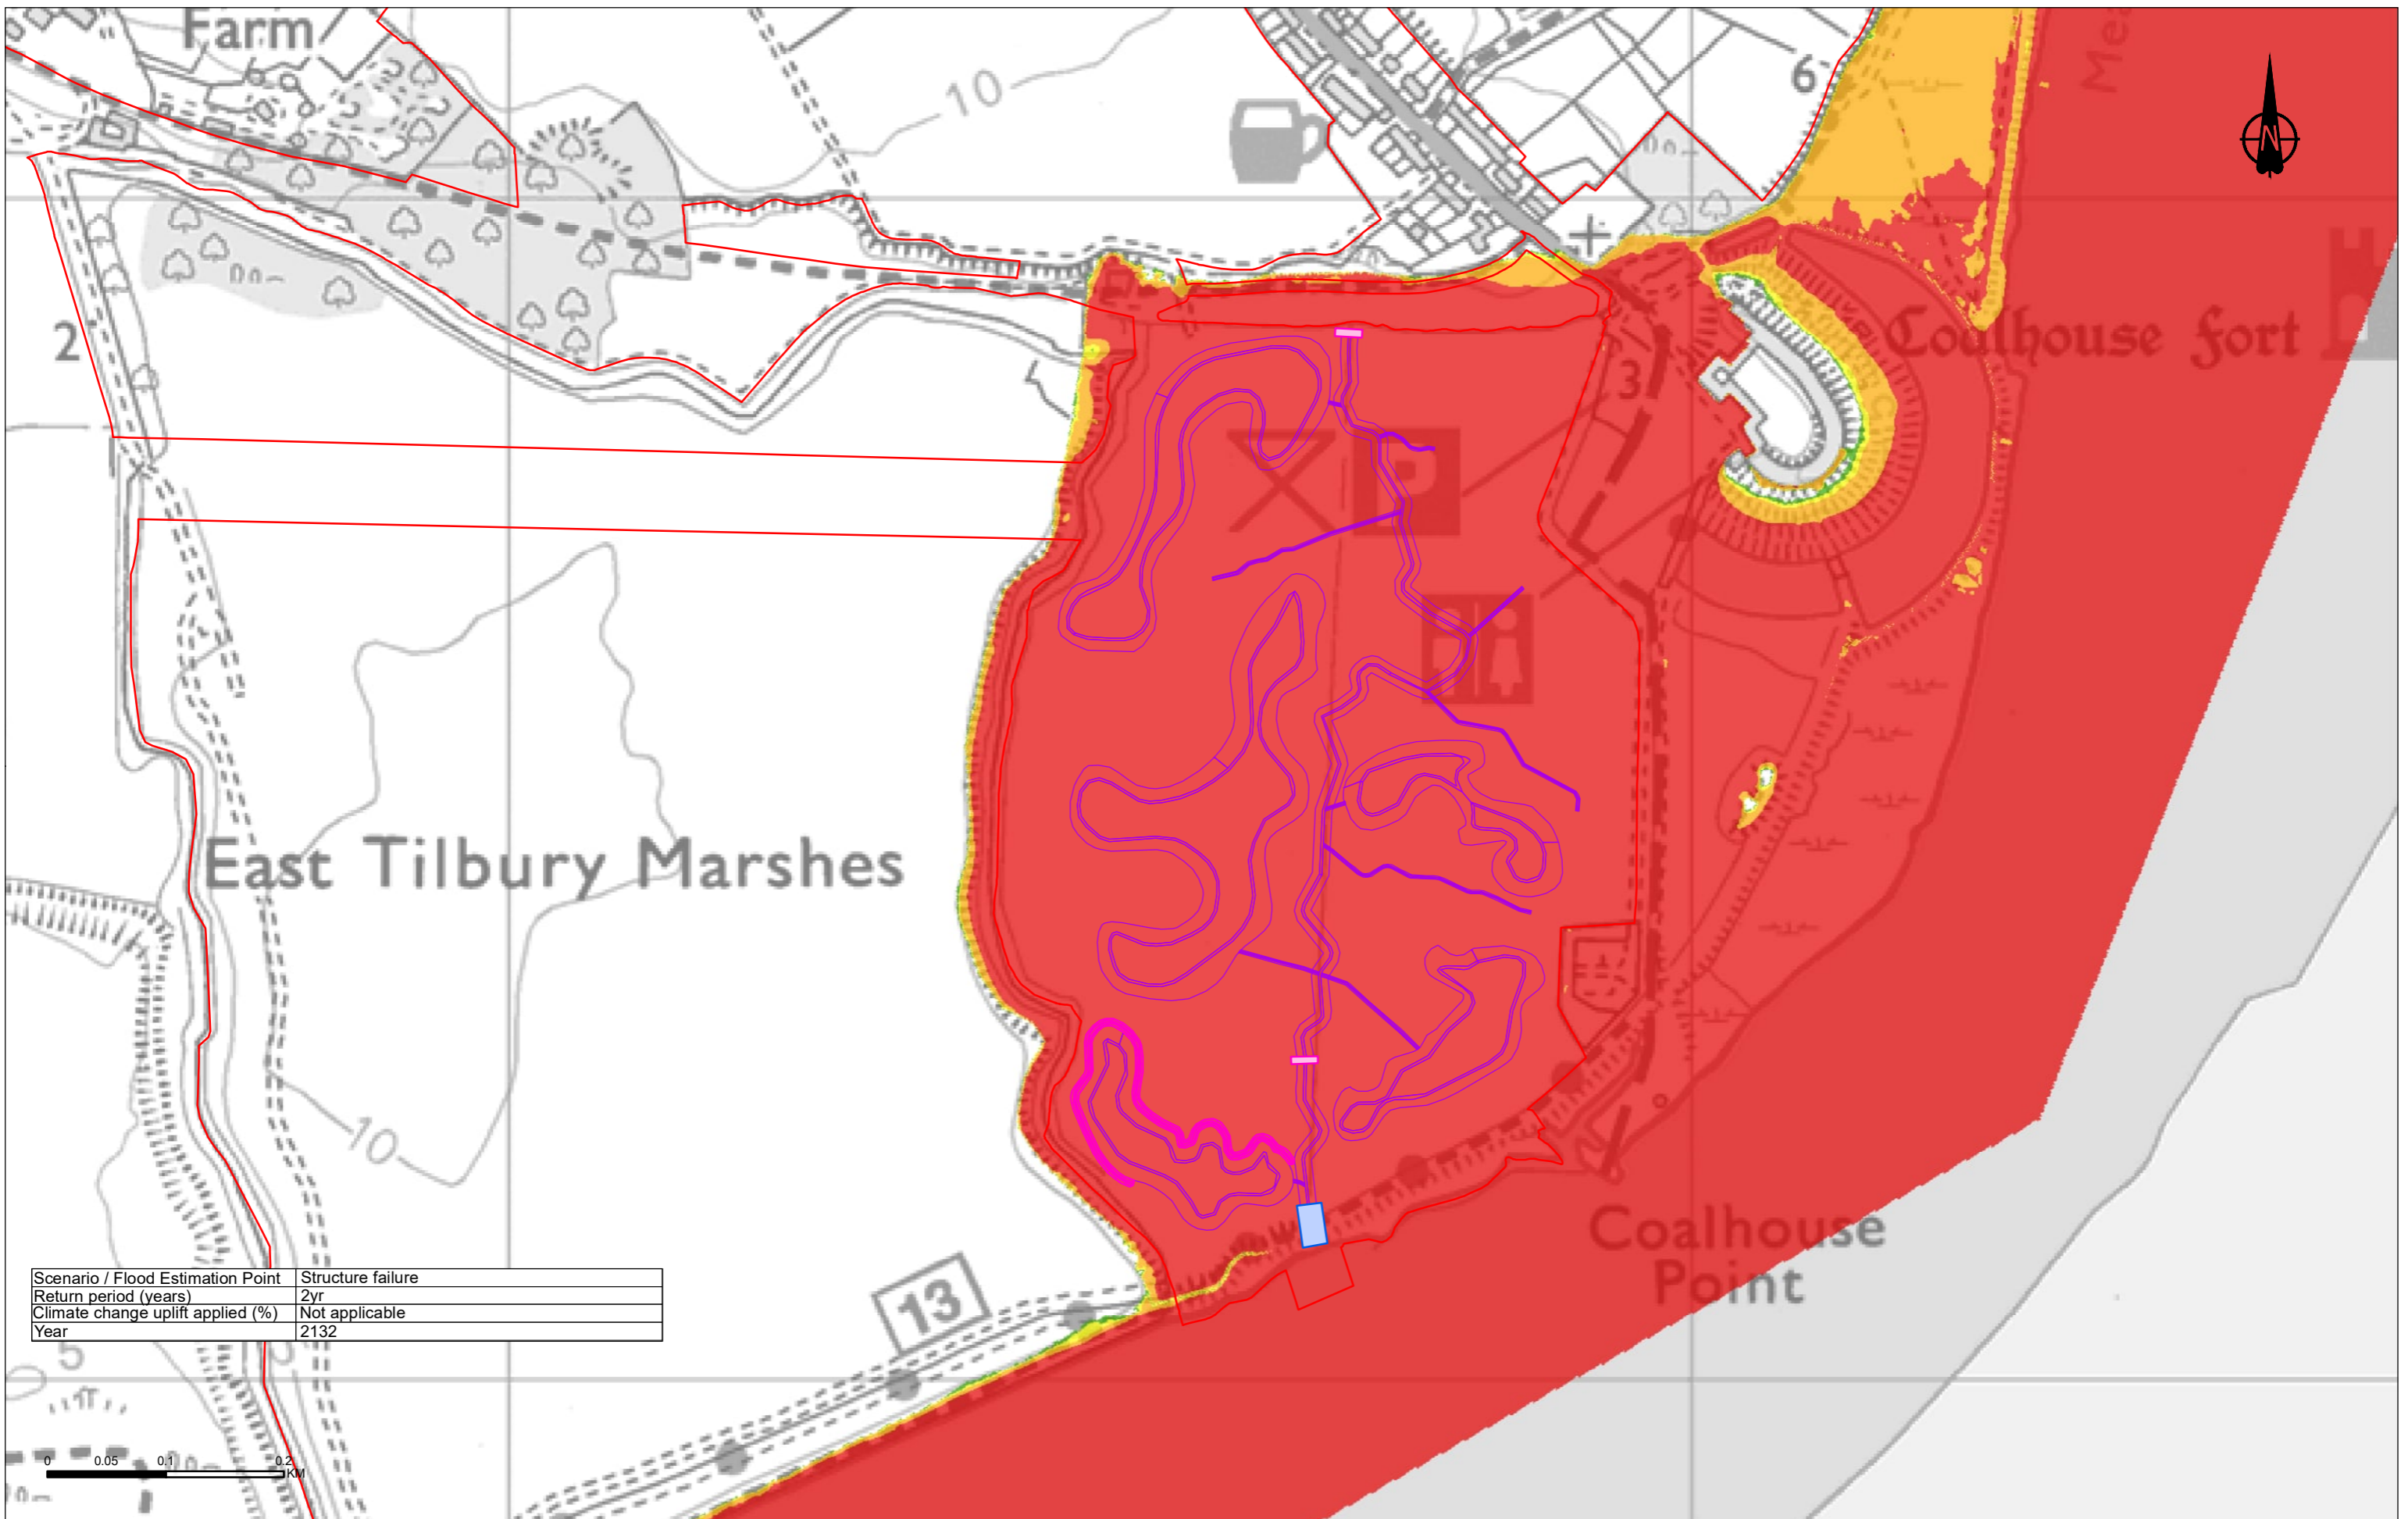 Farm
10
6
Mea
N
Coalhouse Fort
2
3
P
East Tilbury Marshes
10
Coalhouse
Point
13
Scenario / Flood Estimation Point Structure failure
Return period (years) 2yr
Climate change uplift applied (%) Not applicable
Year 2132
5
0 0.05 0.1 0.2
KM